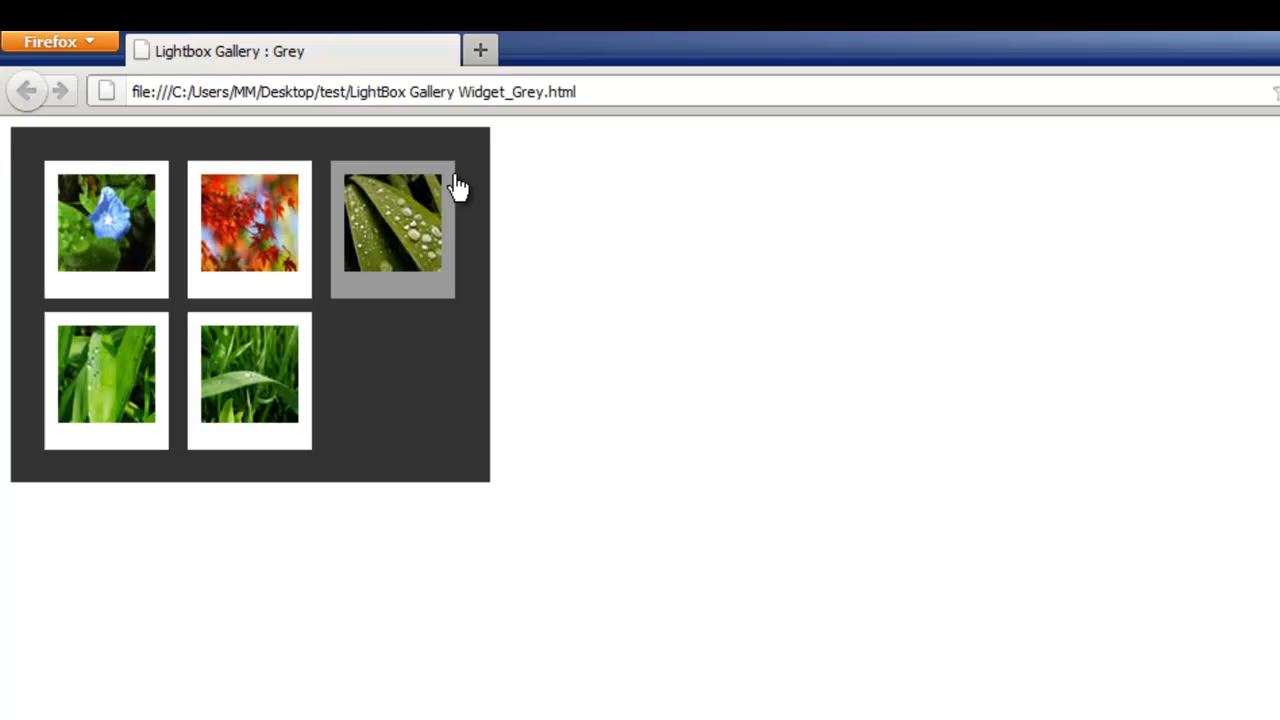 Firefox
Lightbox Gallery : Grey
file:///C:/Users/MM/Desktop/test/LightBox Gallery Widget_Grey.html